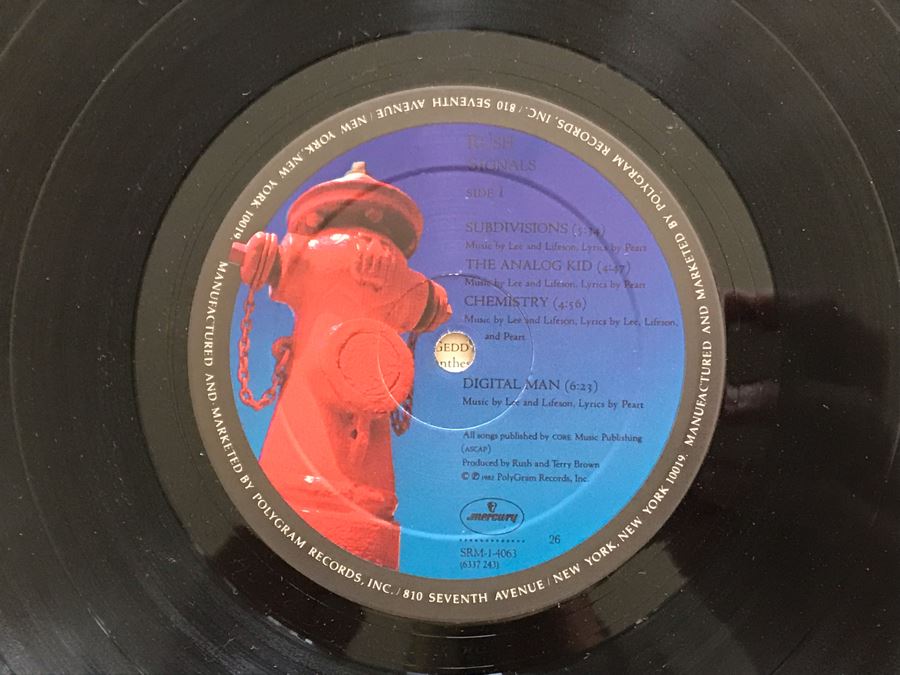 RUSH
SIGNALS
SIDE 1
SUBDIVISIONS (5:34)
Music by Lee and Lifeson, Lyrics by Peart
THE ANALOG KID (4:47)
Music by Lee and Lifeson, Lyrics by Peart
CHEMISTRY (4:56)
Music by Lee and Lifeson, Lyrics by Lee, Lifeson,
and Peart
GEDDY
nthes
DIGITAL MAN (6:23)
Music by Lee and Lifeson, Lyrics by Peart
All songs published by CORE Music Publishing
(ASCAP)
Produced by Rush and Terry Brown
© ℗ 1982 PolyGram Records, Inc.
mercury
26
SRM-1-4063
(6337 243)
MANUFACTURED AND MARKETED BY POLYGRAM RECORDS, INC. / 810 SEVENTH AVENUE / NEW YORK, NEW YORK 10019.
MANUFACTURED AND MARKETED BY POLYGRAM RECORDS, INC. / 810 SEVENTH AVENUE / NEW YORK, NEW YORK 10019.